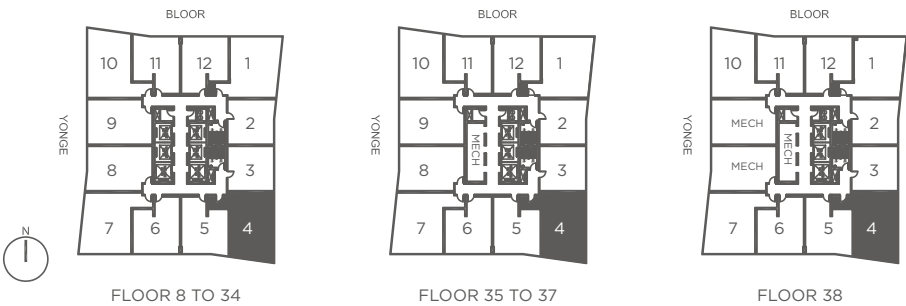 BLOOR
10 11 12 1
YONGE
9 2
8 3
7 6 5 4
N
FLOOR 8 TO 34
BLOOR
10 11 12 1
YONGE
9 MECH 2
8 3
7 6 5 4
FLOOR 35 TO 37
BLOOR
10 11 12 1
YONGE
MECH MECH 2
MECH 3
7 6 5 4
FLOOR 38